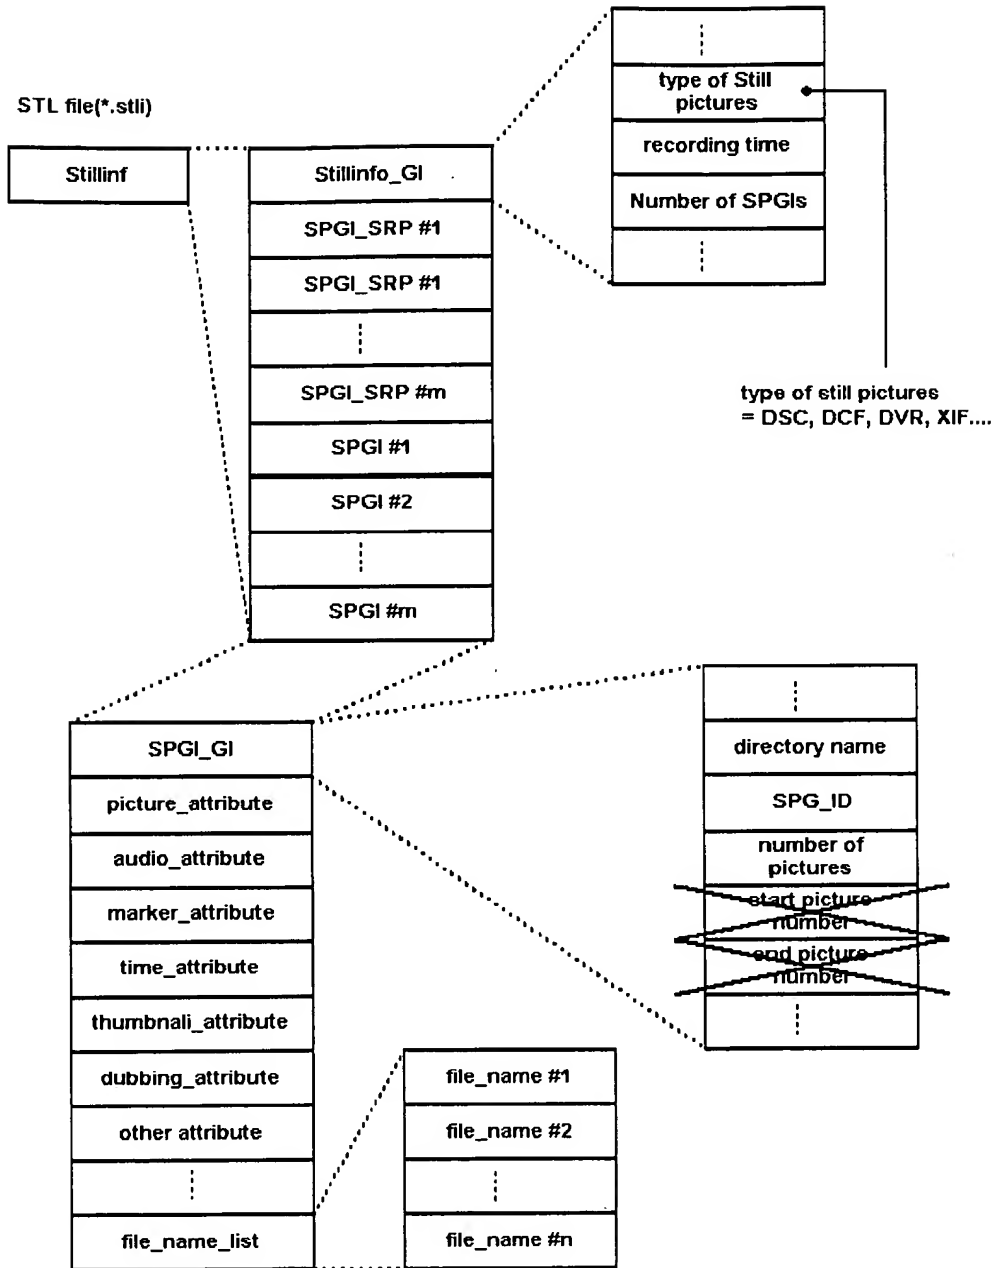 STL file(*.stli)
Stillinf
Stillinfo_GI
SPGI_SRP #1
SPGI_SRP #1
SPGI_SRP #m
SPGI #1
SPGI #2
SPGI #m
type of Still
pictures
recording time
Number of SPGIs
type of still pictures
= DSC, DCF, DVR, XIF....
SPGI_GI
picture_attribute
audio_attribute
marker_attribute
time_attribute
thumbnali_attribute
dubbing_attribute
other attribute
file_name_list
file_name #1
file_name #2
file_name #n
directory name
SPG_ID
number of
pictures
start picture
number
end picture
number